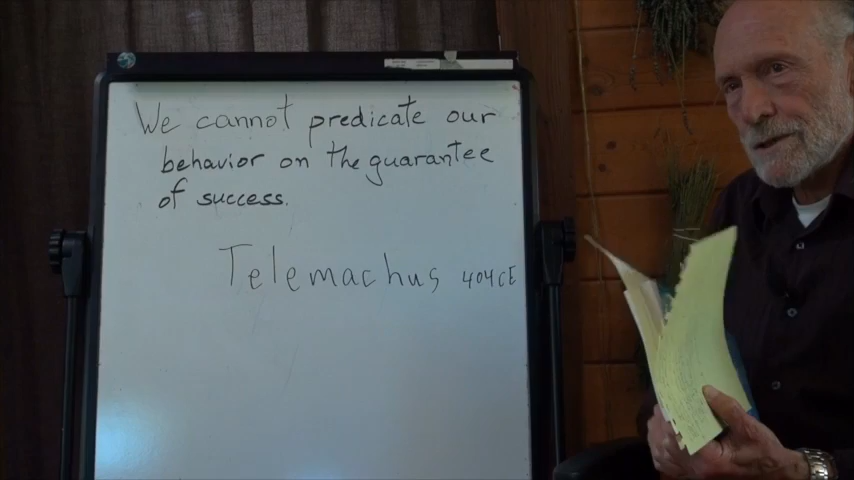 We cannot predicate our
behavior on the guarantee
of success.
Telemachus 404CE